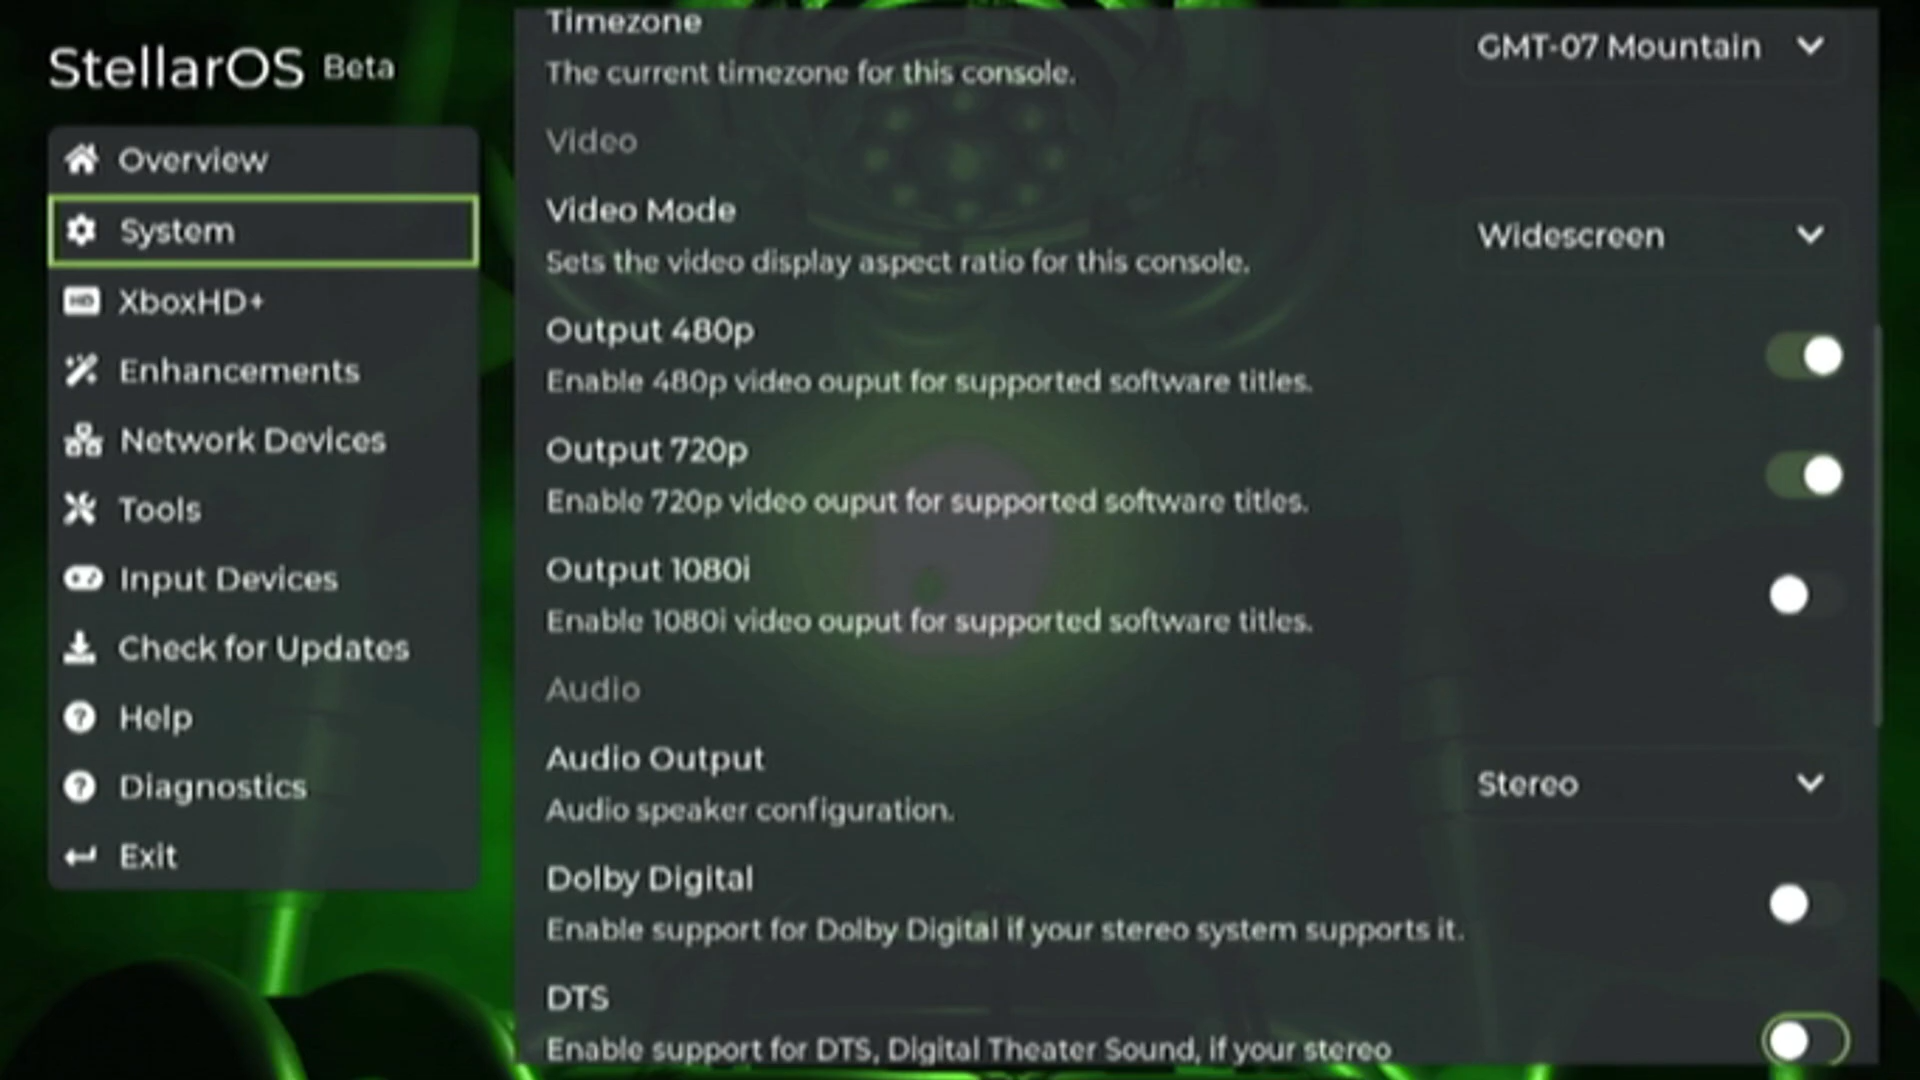 StellarOS Beta
Overview
System
XboxHD+
Enhancements
Network Devices
Tools
Input Devices
Check for Updates
Help
Diagnostics
Exit
Timezone
GMT-07 Mountain
The current timezone for this console.
Video
Video Mode
Widescreen
Sets the video display aspect ratio for this console.
Output 480p
Enable 480p video ouput for supported software titles.
Output 720p
Enable 720p video ouput for supported software titles.
Output 1080i
Enable 1080i video ouput for supported software titles.
Audio
Audio Output
Stereo
Audio speaker configuration.
Dolby Digital
Enable support for Dolby Digital if your stereo system supports it.
DTS
Enable support for DTS, Digital Theater Sound, if your stereo